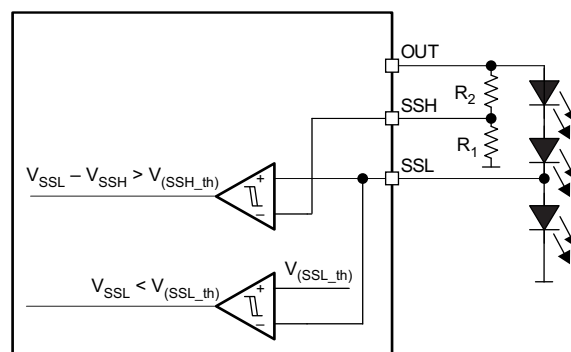 OUT
R2
SSH
R1
SSL
VSSL – VSSH > V(SSH_th)
+
–
V(SSL_th)
VSSL < V(SSL_th)
+
–